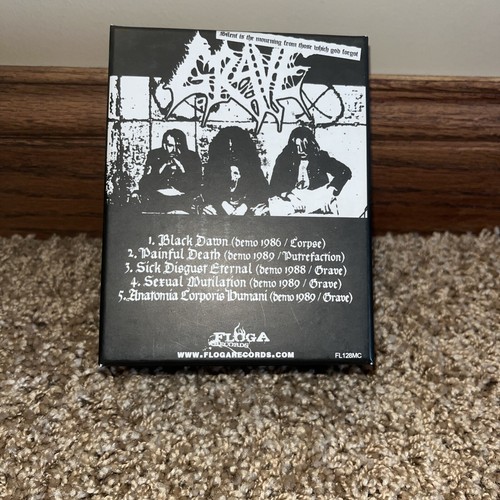 Silent is the mourning from those which god forgot
GRAVE
1. Black Dawn (demo 1986 / Corpse)
2. Painful Death (demo 1989 / Putrefaction)
3. Sick Disgust Eternal (demo 1988 / Grave)
4. Sexual Mutilation (demo 1989 / Grave)
5. Anatomia Corporis Humani (demo 1989 / Grave)
FLOGA
RECORDS
WWW.FLOGARECORDS.COM
FL128MC